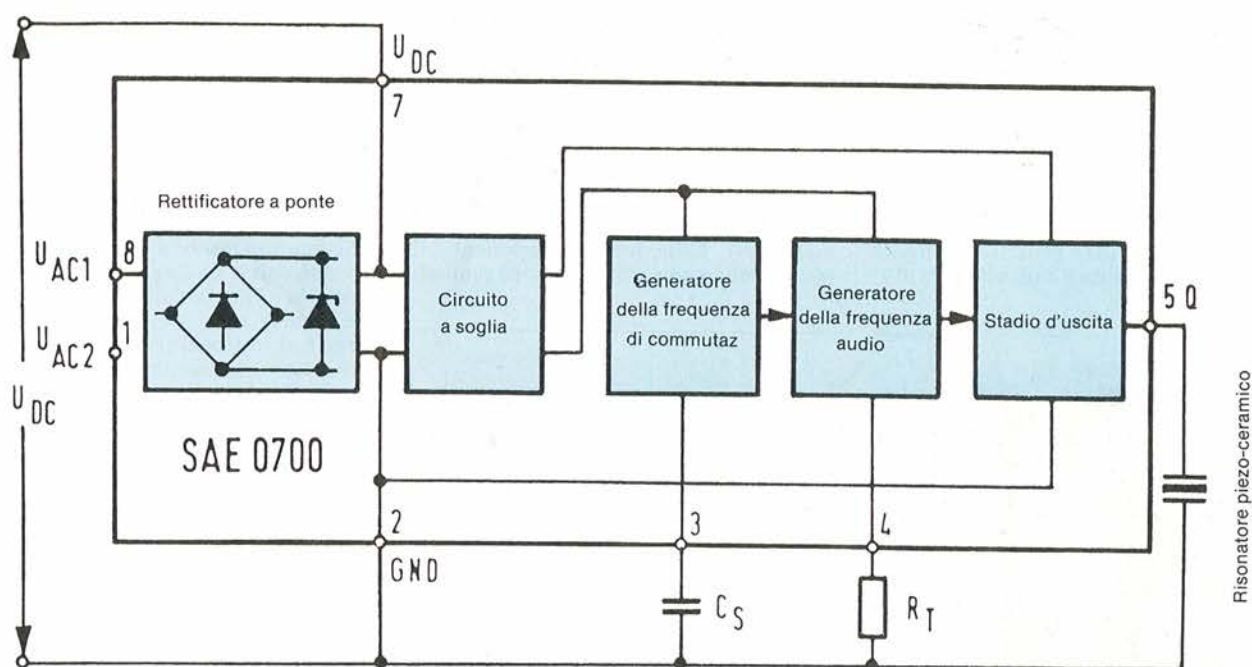 U DC
7
Rettificatore a ponte
8
U AC1
1
U AC2
U DC
Circuito
a soglia
Generatore
della frequenza
di commutaz
Generatore
della frequenza
audio
Stadio d'uscita
5 Q
SAE 0700
2
3
4
GND
C S
R T
Risonatore piezo-ceramico